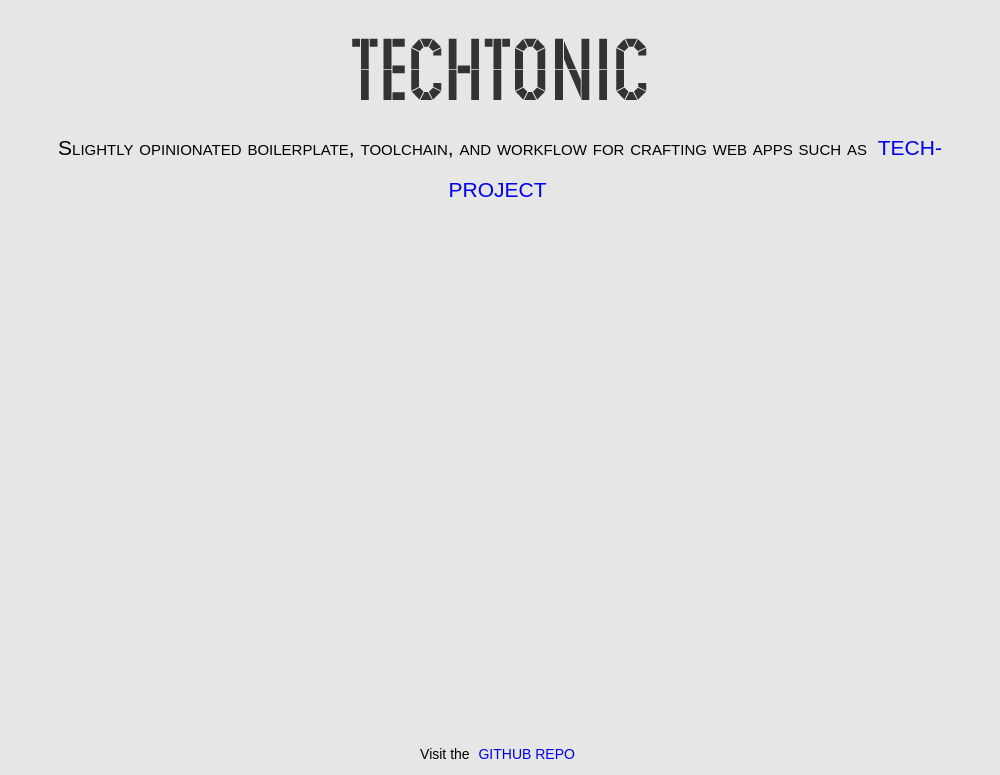 TECHTONIC
Slightly opinionated boilerplate, toolchain, and workflow for crafting web apps such as TECH-
PROJECT
Visit the GITHUB REPO